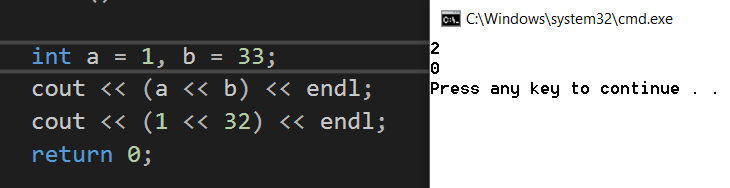 int a = 1, b = 33;
cout << (a << b) << endl;
cout << (1 << 32) << endl;
return 0;
C:\Windows\system32\cmd.exe
2
0
Press any key to continue . .